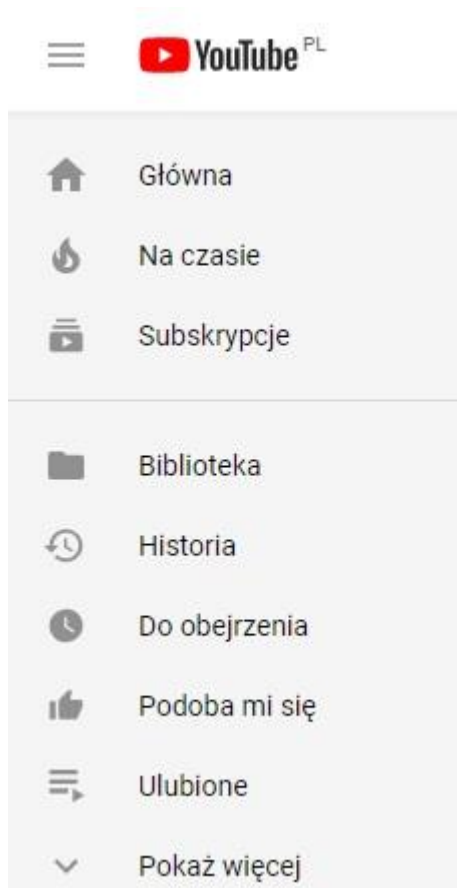 YouTube PL
Główna
Na czasie
Subskrypcje
Biblioteka
Historia
Do obejrzenia
Podoba mi się
Ulubione
Pokaż więcej